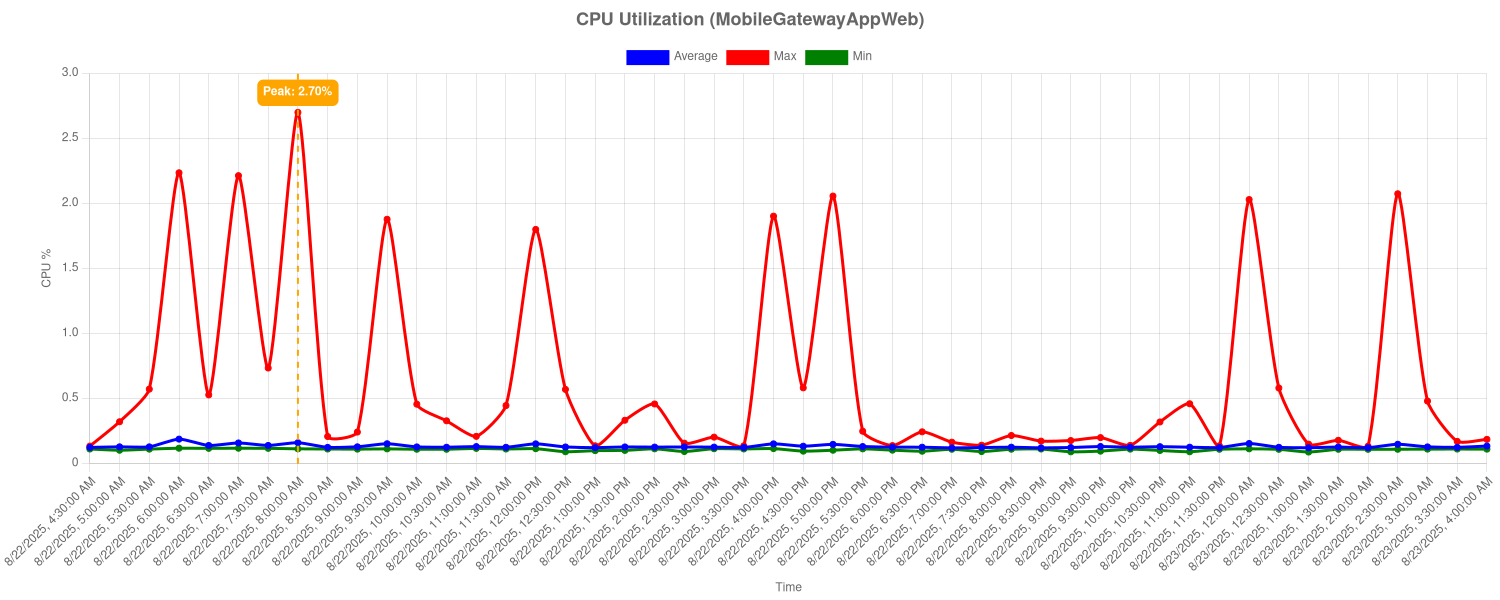 CPU Utilization (MobileGatewayAppWeb)
Average Max Min
3.0
Peak: 2.70%
2.5
2.0
1.5
1.0
0.5
0
CPU %
8/22/2025, 4:30:00 AM
8/22/2025, 5:00:00 AM
8/22/2025, 5:30:00 AM
8/22/2025, 6:00:00 AM
8/22/2025, 6:30:00 AM
8/22/2025, 7:00:00 AM
8/22/2025, 7:30:00 AM
8/22/2025, 8:00:00 AM
8/22/2025, 8:30:00 AM
8/22/2025, 9:00:00 AM
8/22/2025, 9:30:00 AM
8/22/2025, 10:00:00 AM
8/22/2025, 10:30:00 AM
8/22/2025, 11:00:00 AM
8/22/2025, 11:30:00 AM
8/22/2025, 12:00:00 PM
8/22/2025, 12:30:00 PM
8/22/2025, 1:00:00 PM
8/22/2025, 1:30:00 PM
8/22/2025, 2:00:00 PM
8/22/2025, 2:30:00 PM
8/22/2025, 3:00:00 PM
8/22/2025, 3:30:00 PM
8/22/2025, 4:00:00 PM
8/22/2025, 4:30:00 PM
8/22/2025, 5:00:00 PM
8/22/2025, 5:30:00 PM
8/22/2025, 6:00:00 PM
8/22/2025, 6:30:00 PM
8/22/2025, 7:00:00 PM
8/22/2025, 7:30:00 PM
8/22/2025, 8:00:00 PM
8/22/2025, 8:30:00 PM
8/22/2025, 9:00:00 PM
8/22/2025, 9:30:00 PM
8/22/2025, 10:00:00 PM
8/22/2025, 10:30:00 PM
8/22/2025, 11:00:00 PM
8/22/2025, 11:30:00 PM
8/23/2025, 12:00:00 AM
8/23/2025, 12:30:00 AM
8/23/2025, 1:00:00 AM
8/23/2025, 1:30:00 AM
8/23/2025, 2:00:00 AM
8/23/2025, 2:30:00 AM
8/23/2025, 3:00:00 AM
8/23/2025, 3:30:00 AM
8/23/2025, 4:00:00 AM
Time